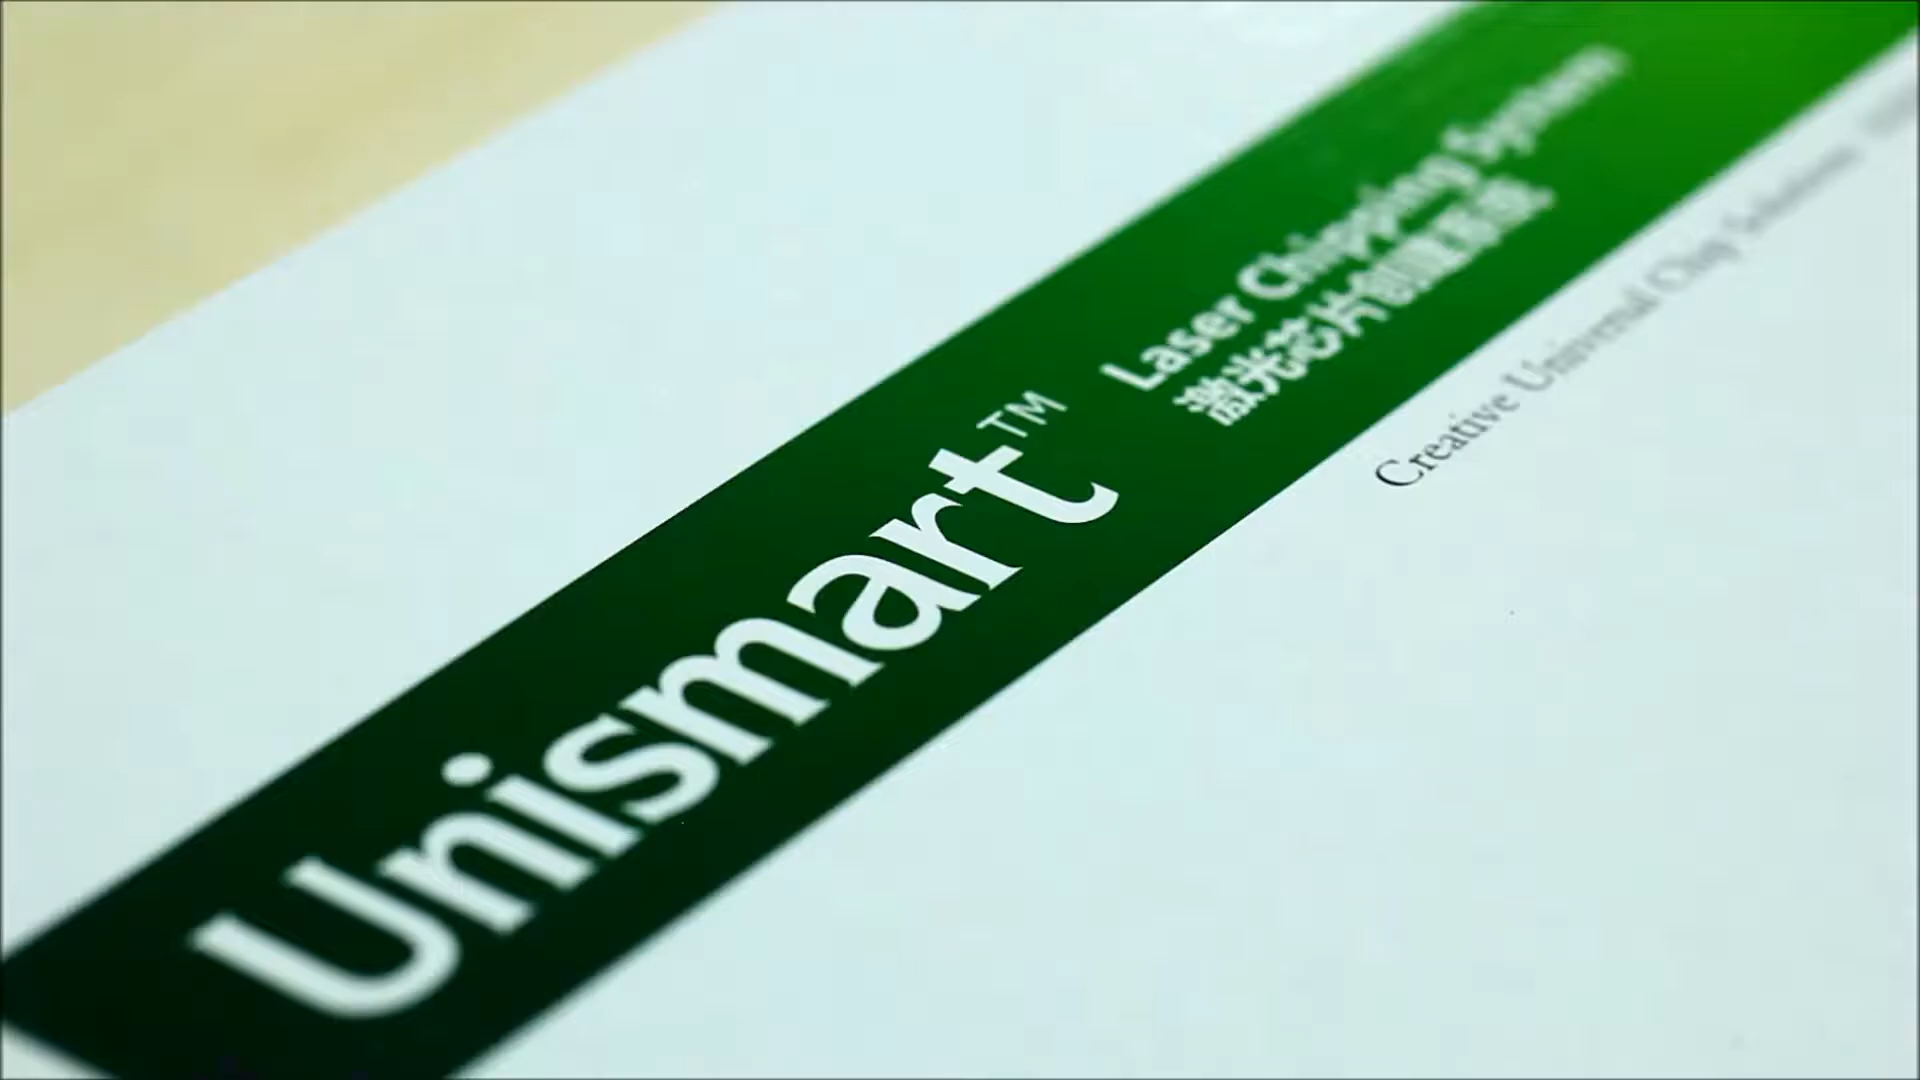 Unismart™
Laser Chipping System
激光芯片创建系统
Creative Universal Chip Solutions